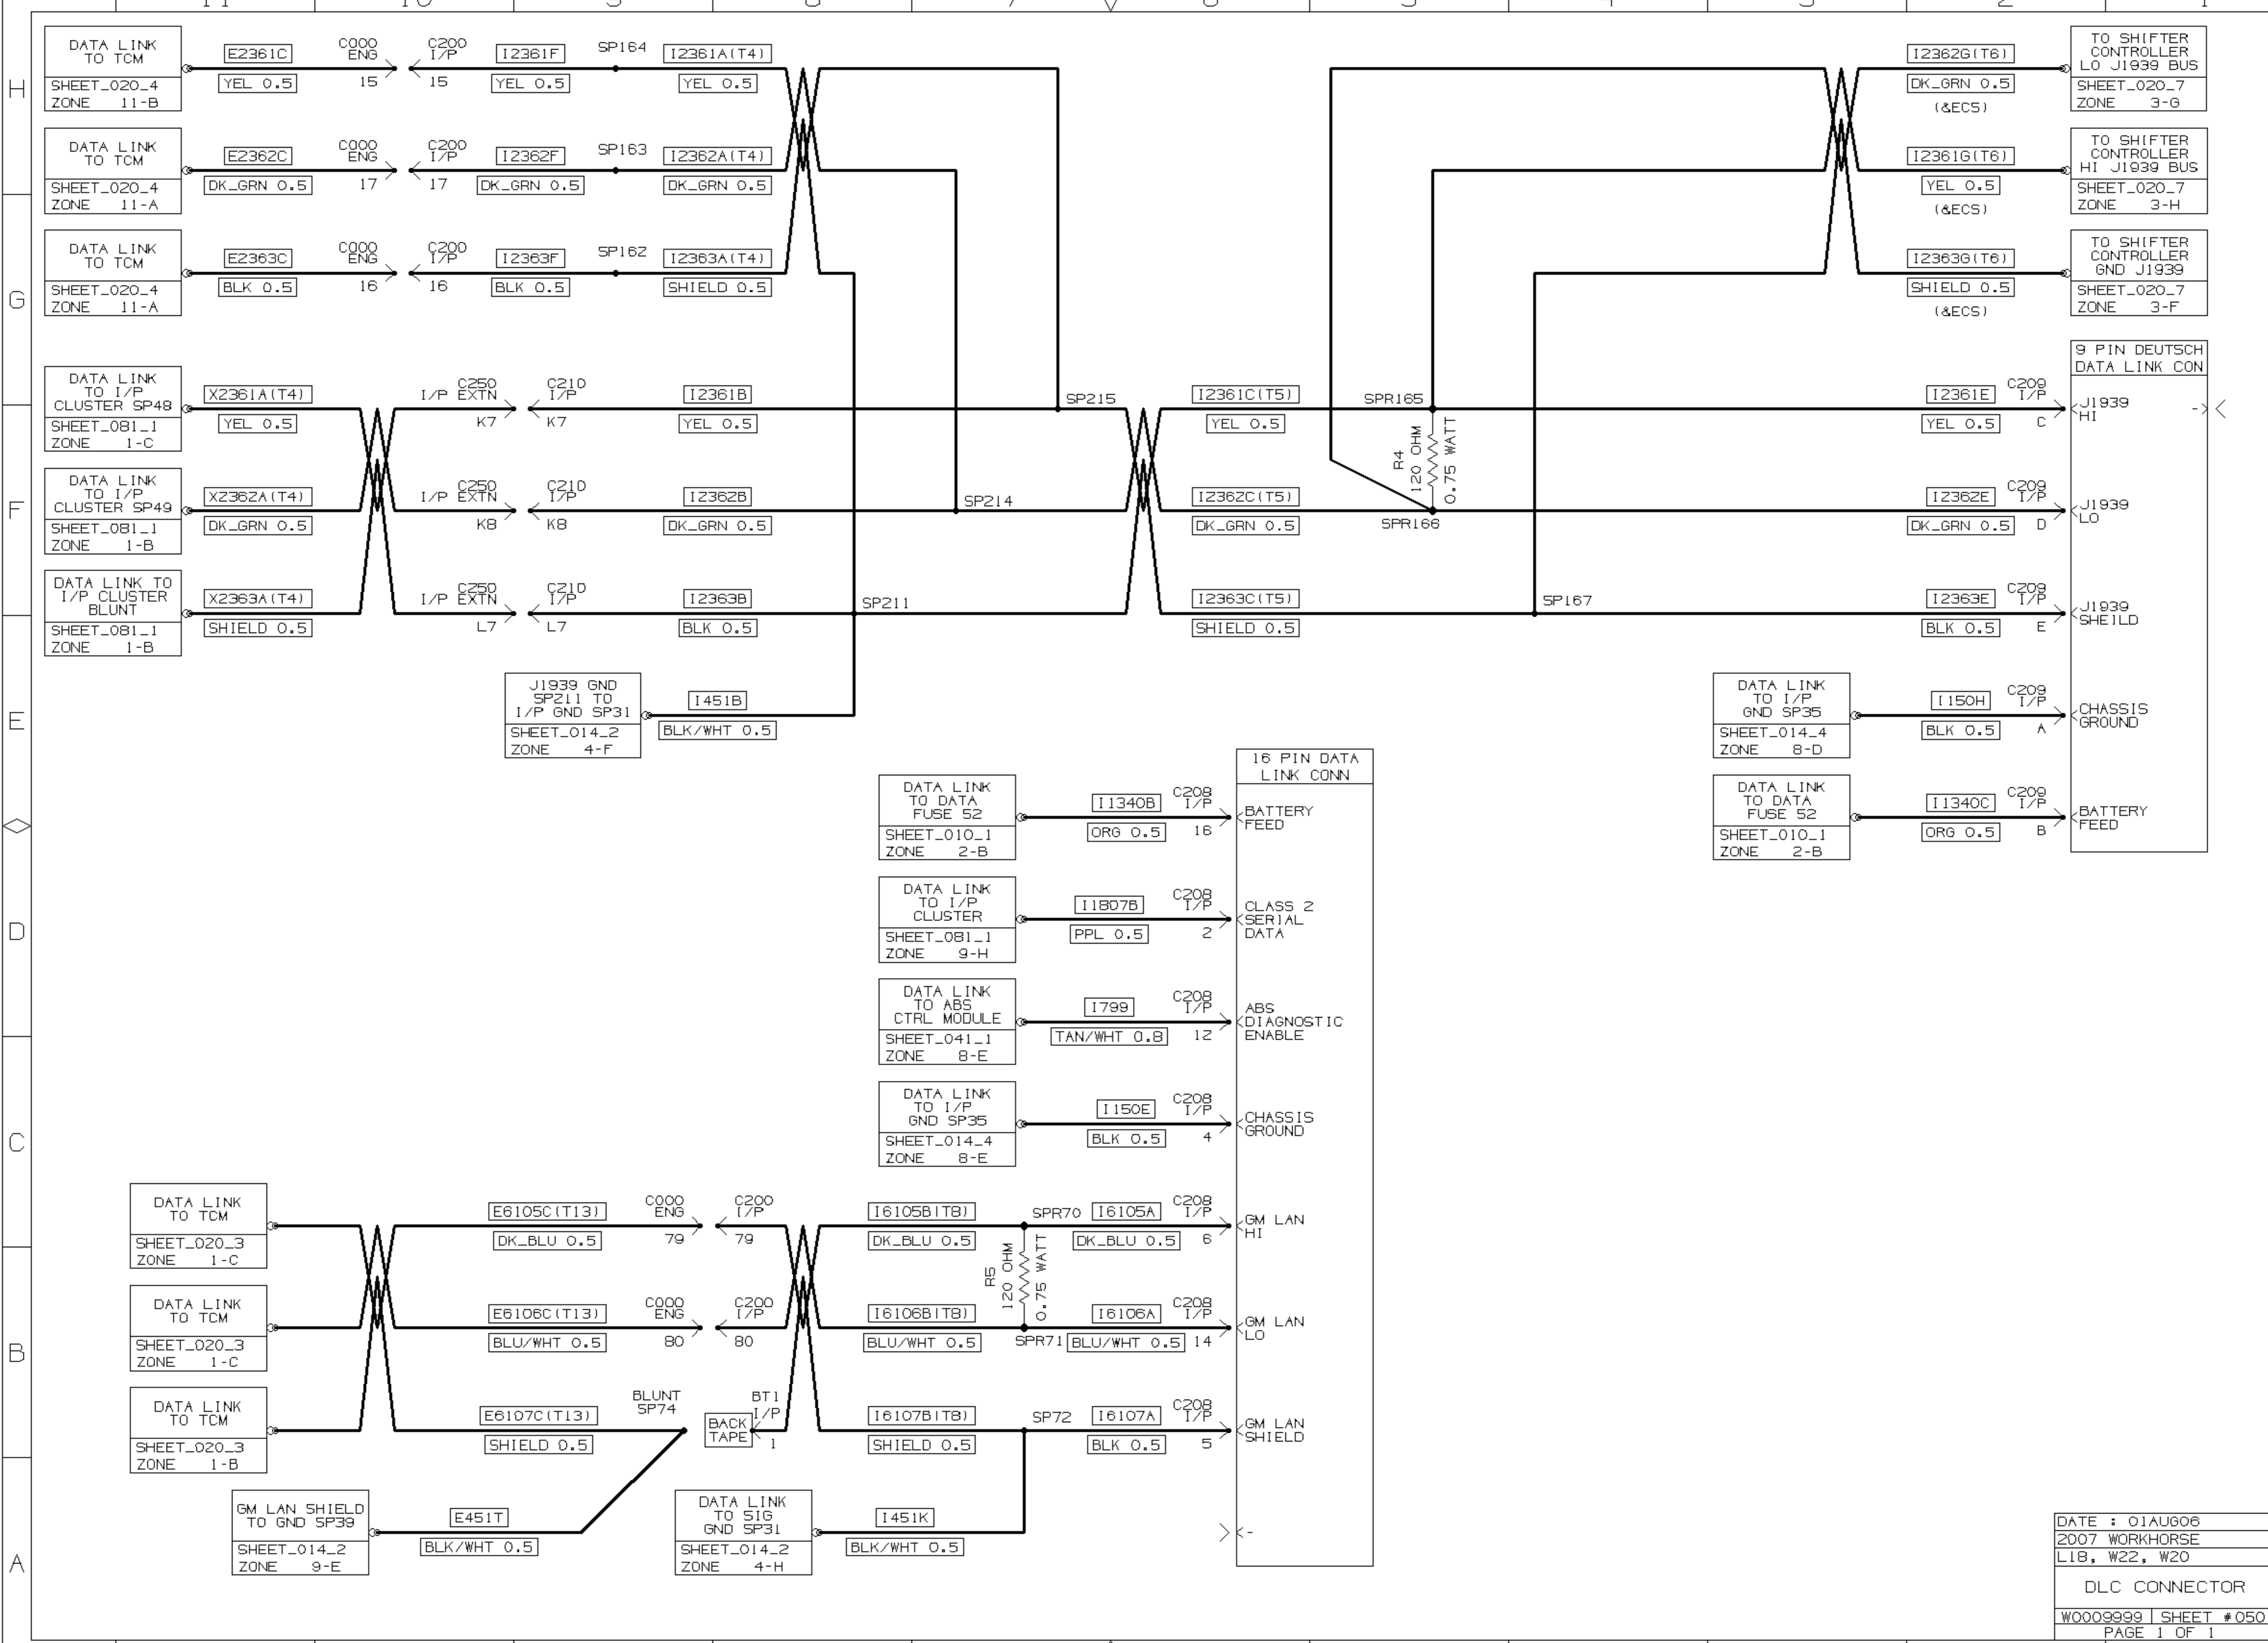 11 10 9 8 7 6 5 4 3 2 1
H
G
F
E
D
C
B
A
DATA LINK
TO TCM
SHEET_020_4
ZONE 11-B
E2361C
YEL 0.5
C000
ENG
15
C200
I/P
15
I2361F
YEL 0.5
SP164
I2361A(T4)
YEL 0.5
DATA LINK
TO TCM
SHEET_020_4
ZONE 11-A
E2362C
DK_GRN 0.5
C000
ENG
17
C200
I/P
17
I2362F
DK_GRN 0.5
SP163
I2362A(T4)
DK_GRN 0.5
DATA LINK
TO TCM
SHEET_020_4
ZONE 11-A
E2363C
BLK 0.5
C000
ENG
16
C200
I/P
16
I2363F
BLK 0.5
SP162
I2363A(T4)
SHIELD 0.5
I2362G(T6)
DK_GRN 0.5
(&ECS)
TO SHIFTER
CONTROLLER
LO J1939 BUS
SHEET_020_7
ZONE 3-G
I2361G(T6)
YEL 0.5
(&ECS)
TO SHIFTER
CONTROLLER
HI J1939 BUS
SHEET_020_7
ZONE 3-H
I2363G(T6)
SHIELD 0.5
(&ECS)
TO SHIFTER
CONTROLLER
GND J1939
SHEET_020_7
ZONE 3-F
DATA LINK
TO I/P
CLUSTER SP48
SHEET_081_1
ZONE 1-C
X2361A(T4)
YEL 0.5
C250
I/P EXTN
K7
C210
I/P
K7
I2361B
YEL 0.5
SP215
I2361C(T5)
YEL 0.5
SPR165
R4
120 OHM
0.75 WATT
I2361E
YEL 0.5
C209
I/P
C
9 PIN DEUTSCH
DATA LINK CON
J1939
HI
-
DATA LINK
TO I/P
CLUSTER SP49
SHEET_081_1
ZONE 1-B
X2362A(T4)
DK_GRN 0.5
C250
I/P EXTN
K8
C210
I/P
K8
I2362B
DK_GRN 0.5
SP214
I2362C(T5)
DK_GRN 0.5
SPR166
I2362E
DK_GRN 0.5
C209
I/P
D
J1939
LO
DATA LINK TO
I/P CLUSTER
BLUNT
SHEET_081_1
ZONE 1-B
X2363A(T4)
SHIELD 0.5
C250
I/P EXTN
L7
C210
I/P
L7
I2363B
BLK 0.5
SP211
I2363C(T5)
SHIELD 0.5
SP167
I2363E
BLK 0.5
C209
I/P
E
J1939
SHEILD
J1939 GND
SP211 TO
I/P GND SP31
SHEET_014_2
ZONE 4-F
I451B
BLK/WHT 0.5
DATA LINK
TO I/P
GND SP35
SHEET_014_4
ZONE 8-D
I150H
BLK 0.5
C209
I/P
A
CHASSIS
GROUND
DATA LINK
TO DATA
FUSE 52
SHEET_010_1
ZONE 2-B
I1340C
ORG 0.5
C209
I/P
B
BATTERY
FEED
16 PIN DATA
LINK CONN
DATA LINK
TO DATA
FUSE 52
SHEET_010_1
ZONE 2-B
I1340B
ORG 0.5
C208
I/P
16
BATTERY
FEED
DATA LINK
TO I/P
CLUSTER
SHEET_081_1
ZONE 9-H
I1807B
PPL 0.5
C208
I/P
2
CLASS 2
SERIAL
DATA
DATA LINK
TO ABS
CTRL MODULE
SHEET_041_1
ZONE 8-E
I799
TAN/WHT 0.8
C208
I/P
12
ABS
DIAGNOSTIC
ENABLE
DATA LINK
TO I/P
GND SP35
SHEET_014_4
ZONE 8-E
I150E
BLK 0.5
C208
I/P
4
CHASSIS
GROUND
DATA LINK
TO TCM
SHEET_020_3
ZONE 1-C
E6105C(T13)
DK_BLU 0.5
C000
ENG
79
C200
I/P
79
I6105B(T8)
DK_BLU 0.5
SPR70
R5
120 OHM
0.75 WATT
I6105A
DK_BLU 0.5
C208
I/P
6
GM LAN
HI
DATA LINK
TO TCM
SHEET_020_3
ZONE 1-C
E6106C(T13)
BLU/WHT 0.5
C000
ENG
80
C200
I/P
80
I6106B(T8)
BLU/WHT 0.5
SPR71
I6106A
BLU/WHT 0.5
C208
I/P
14
GM LAN
LO
DATA LINK
TO TCM
SHEET_020_3
ZONE 1-B
E6107C(T13)
SHIELD 0.5
BLUNT
SP74
BACK
TAPE
BT1
I/P
1
I6107B(T8)
SHIELD 0.5
SP72
I6107A
BLK 0.5
C208
I/P
5
GM LAN
SHIELD
GM LAN SHIELD
TO GND SP39
SHEET_014_2
ZONE 9-E
E451T
BLK/WHT 0.5
DATA LINK
TO SIG
GND SP31
SHEET_014_2
ZONE 4-H
I451K
BLK/WHT 0.5
-
DATE : 01AUG06
2007 WORKHORSE
L18, W22, W20
DLC CONNECTOR
W0009999 SHEET #050
PAGE 1 OF 1